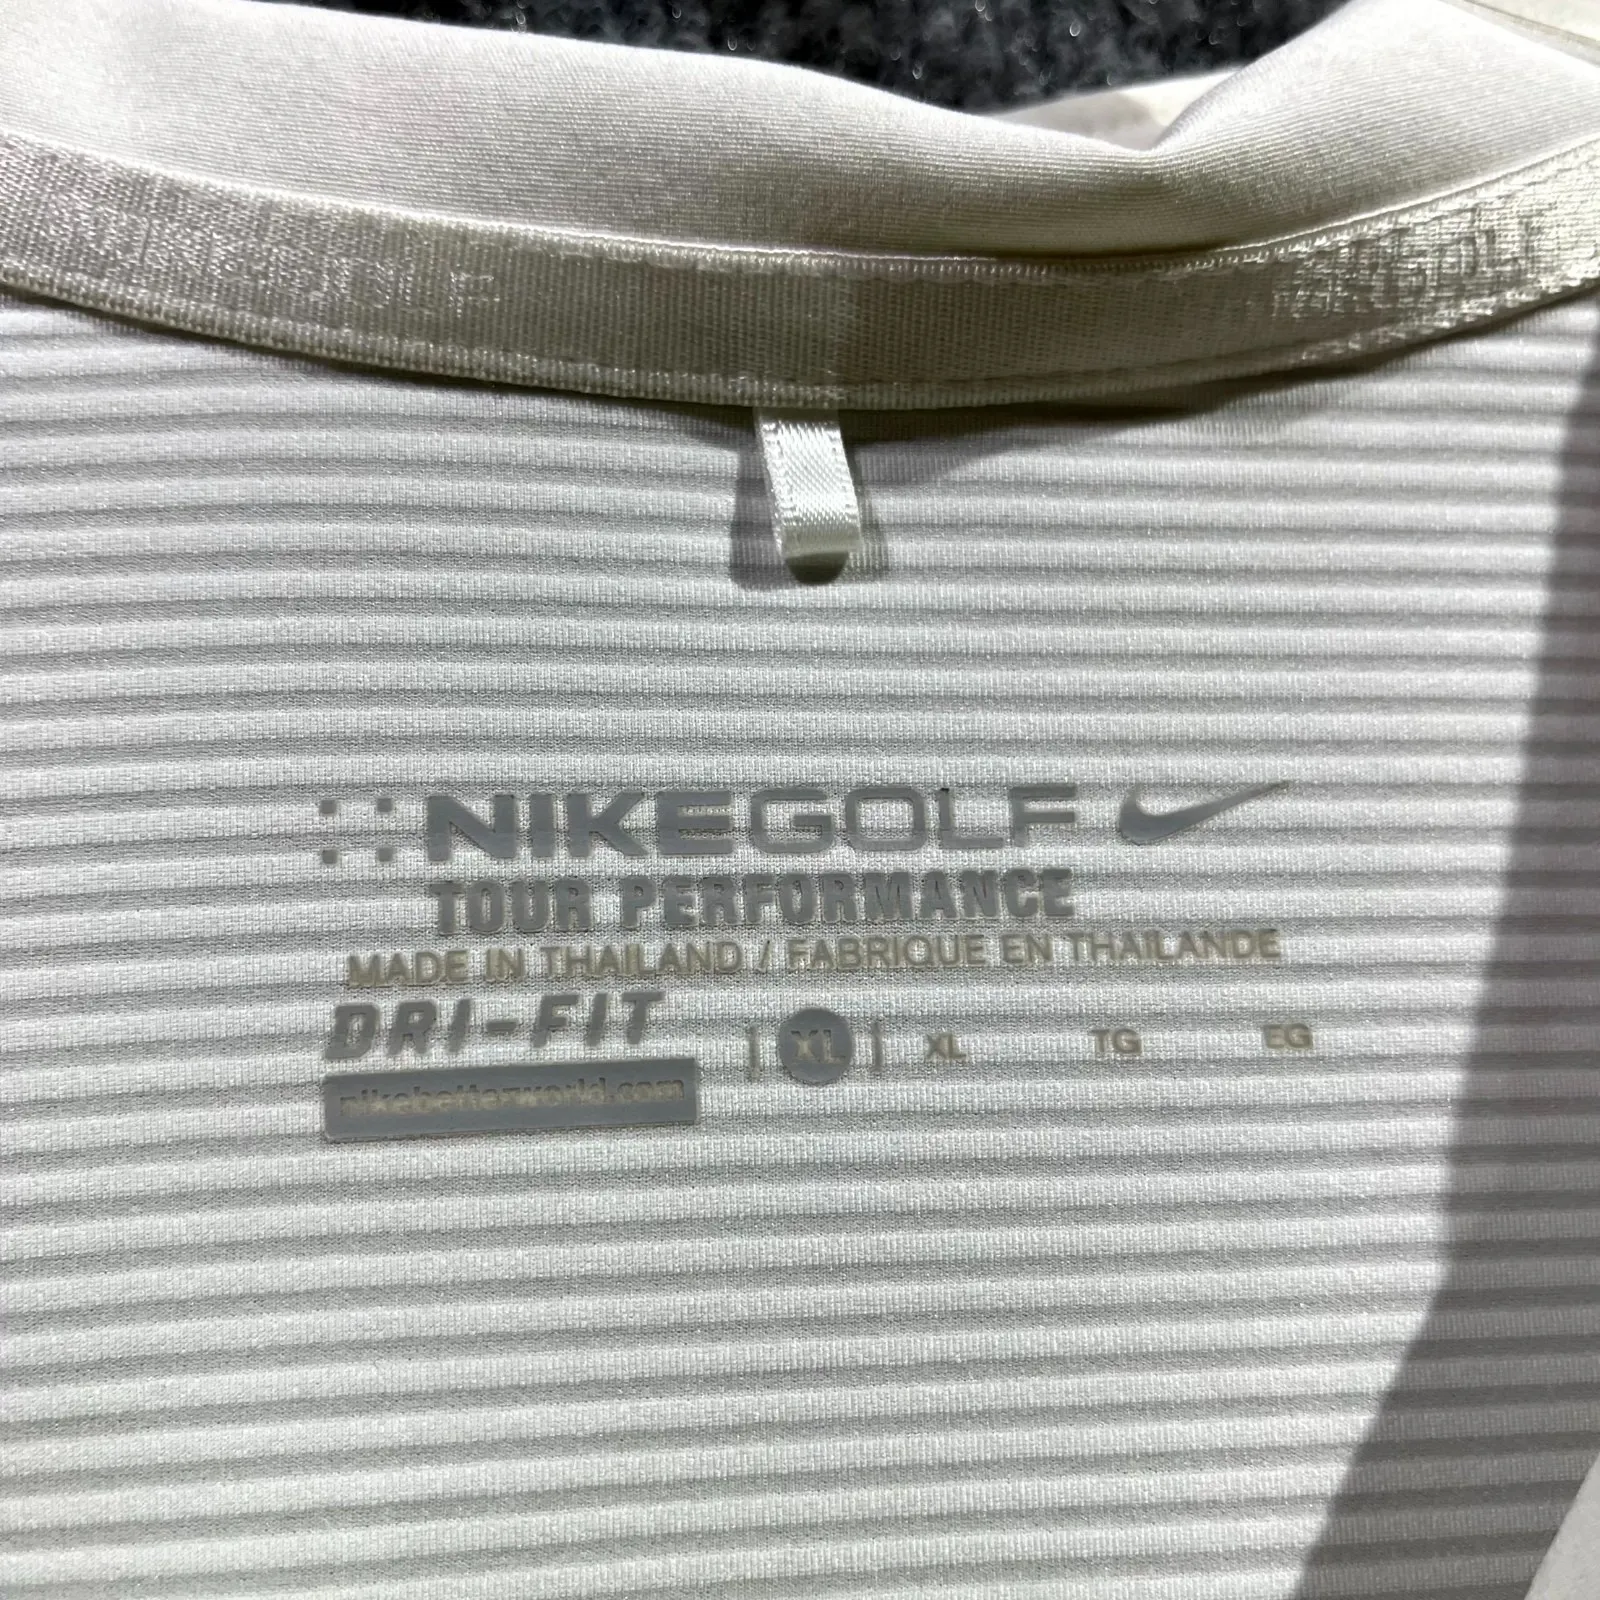 NIKEGOLF
TOUR PERFORMANCE
MADE IN THAILAND / FABRIQUE EN THAILANDE
DRI-FIT
| XL | XL TG EG
nikebetterworld.com